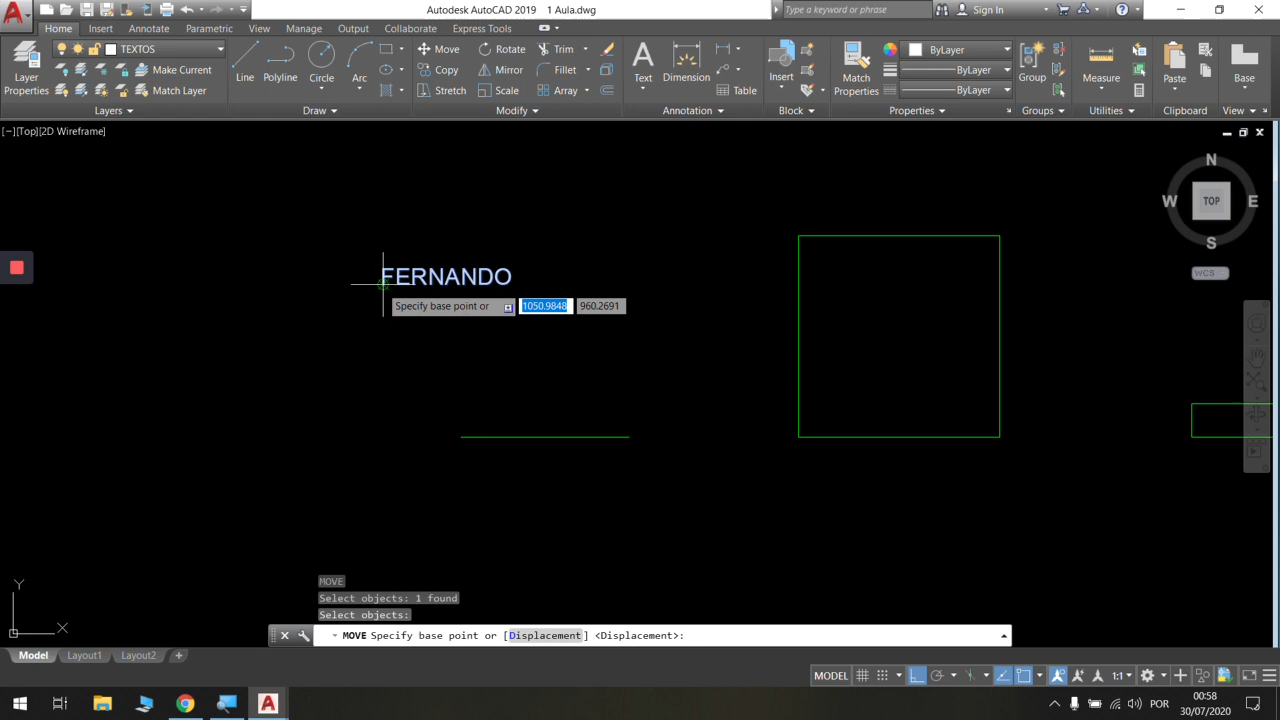 Autodesk AutoCAD 2019 1 Aula.dwg
Type a keyword or phrase
Sign In
Home Insert Annotate Parametric View Manage Output Collaborate Express Tools
Layer Properties
TEXTOS
Make Current
Match Layer
Layers
Line
Polyline
Circle
Arc
Draw
Move
Rotate
Trim
Copy
Mirror
Fillet
Stretch
Scale
Array
Modify
Text
Dimension
Table
Annotation
Insert
Block
Match Properties
ByLayer
ByLayer
ByLayer
Properties
Group
Groups
Measure
Utilities
Paste
Clipboard
Base
View
[−][Top][2D Wireframe]
N
W TOP E
S
WCS
FERNANDO
Specify base point or 1050.9848 960.2691
Y
X
MOVE
Select objects: 1 found
Select objects:
MOVE Specify base point or [Displacement] <Displacement>:
Model Layout1 Layout2 +
MODEL 1:1
POR
00:58
30/07/2020